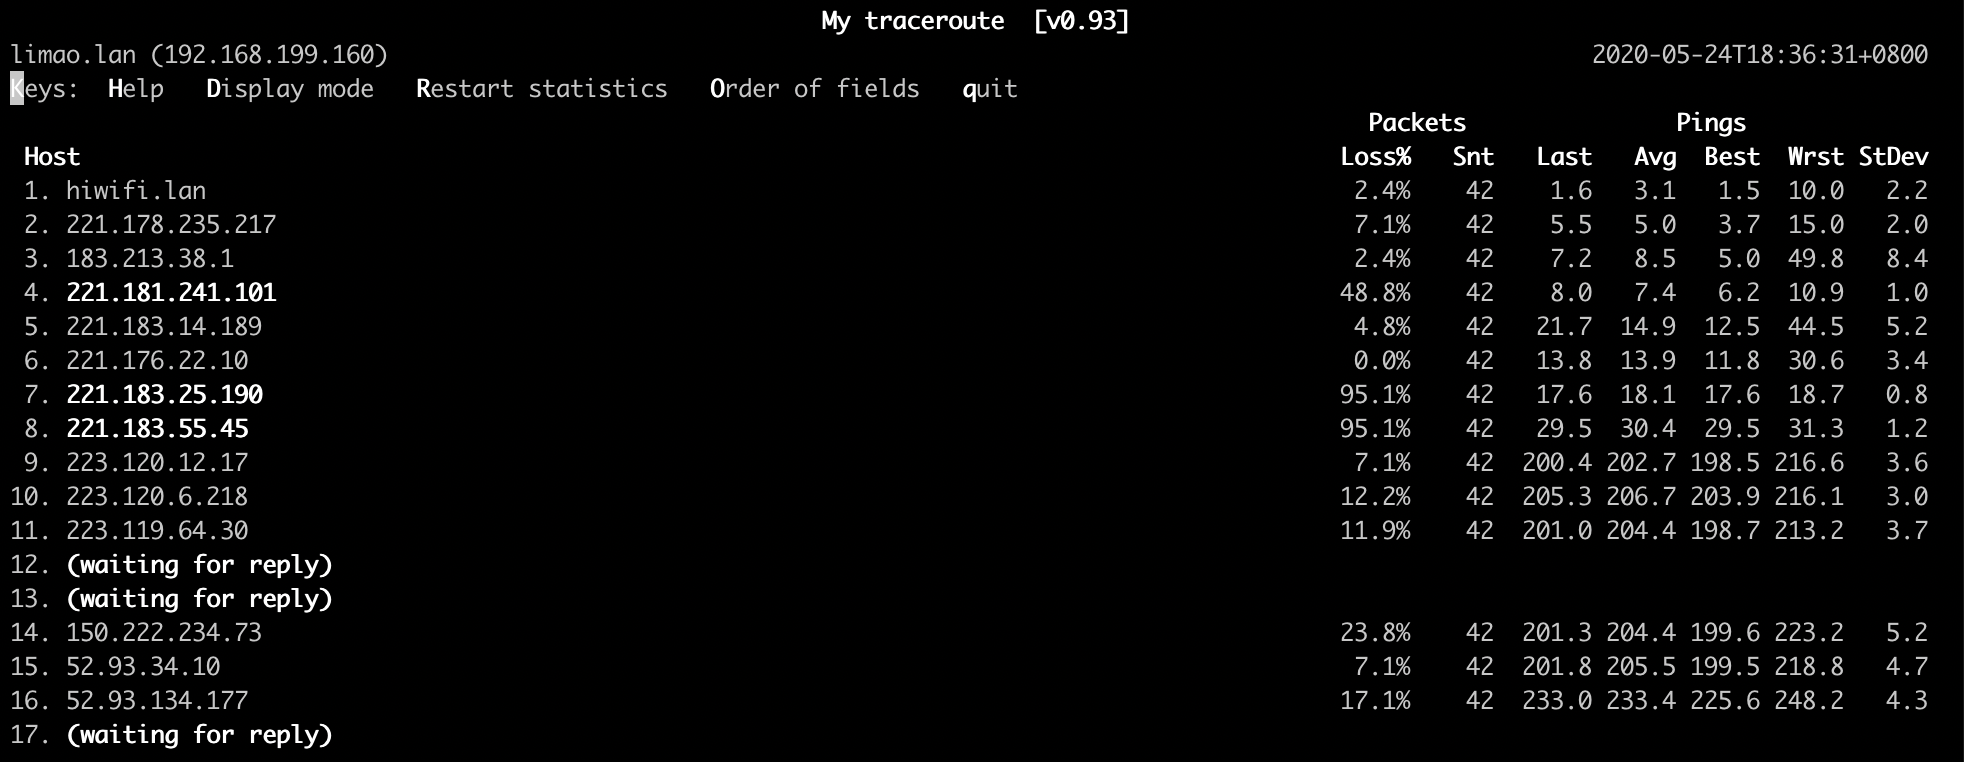 My traceroute  [v0.93]
limao.lan (192.168.199.160) 2020-05-24T18:36:31+0800
Keys:  Help   Display mode   Restart statistics   Order of fields   quit
Packets Pings
Host Loss% Snt Last Avg Best Wrst StDev
1. hiwifi.lan 2.4% 42 1.6 3.1 1.5 10.0 2.2
2. 221.178.235.217 7.1% 42 5.5 5.0 3.7 15.0 2.0
3. 183.213.38.1 2.4% 42 7.2 8.5 5.0 49.8 8.4
4. 221.181.241.101 48.8% 42 8.0 7.4 6.2 10.9 1.0
5. 221.183.14.189 4.8% 42 21.7 14.9 12.5 44.5 5.2
6. 221.176.22.10 0.0% 42 13.8 13.9 11.8 30.6 3.4
7. 221.183.25.190 95.1% 42 17.6 18.1 17.6 18.7 0.8
8. 221.183.55.45 95.1% 42 29.5 30.4 29.5 31.3 1.2
9. 223.120.12.17 7.1% 42 200.4 202.7 198.5 216.6 3.6
10. 223.120.6.218 12.2% 42 205.3 206.7 203.9 216.1 3.0
11. 223.119.64.30 11.9% 42 201.0 204.4 198.7 213.2 3.7
12. (waiting for reply)
13. (waiting for reply)
14. 150.222.234.73 23.8% 42 201.3 204.4 199.6 223.2 5.2
15. 52.93.34.10 7.1% 42 201.8 205.5 199.5 218.8 4.7
16. 52.93.134.177 17.1% 42 233.0 233.4 225.6 248.2 4.3
17. (waiting for reply)